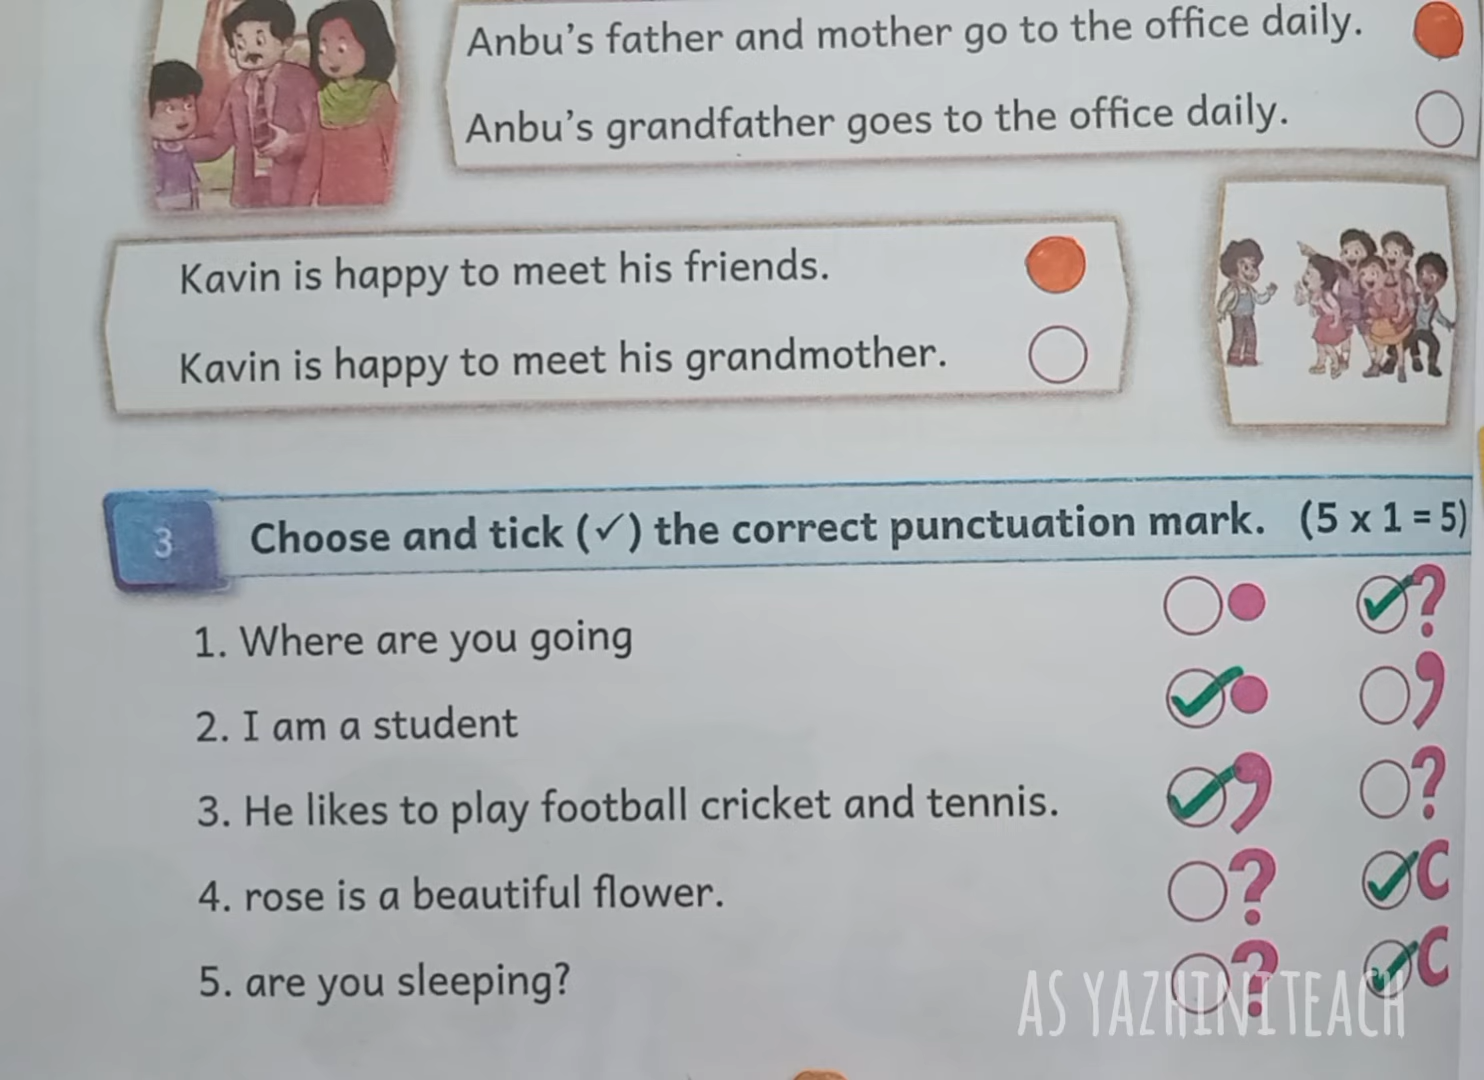 Anbu's father and mother go to the office daily.
Anbu's grandfather goes to the office daily.
Kavin is happy to meet his friends.
Kavin is happy to meet his grandmother.
3 Choose and tick (✓) the correct punctuation mark. (5 x 1 = 5)
1. Where are you going . ✓ ?
2. I am a student ✓ . ,
3. He likes to play football cricket and tennis. ✓ , ?
4. rose is a beautiful flower. ? ✓ C
5. are you sleeping? ? ✓ C
AS YAZHINI TEACH